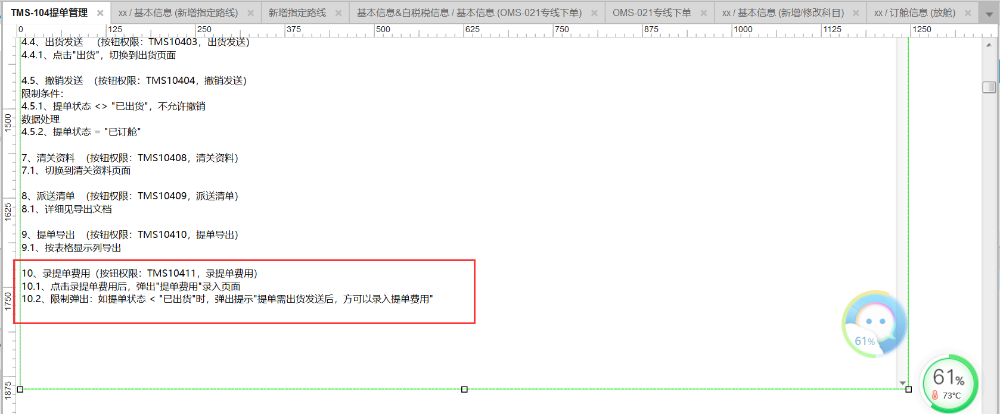 TMS-104提单管理
xx / 基本信息 (新增指定路线)
新增指定路线
基本信息&自税税信息 / 基本信息 (OMS-021专线下单)
OMS-021专线下单
xx / 基本信息 (新增/修改科目)
xx / 订舱信息 (放舱)
0 125 250 375 500 625 750 875 1000 1125 1250
4.4、出货发送 （按钮权限：TMS10403，出货发送）
4.4.1、点击"出货"，切换到出货页面
4.5、撤销发送 （按钮权限：TMS10404，撤销发送）
限制条件：
4.5.1、提单状态 <> "已出货"，不允许撤销
数据处理
4.5.2、提单状态 = "已订舱"
7、清关资料 （按钮权限：TMS10408，清关资料）
7.1、切换到清关资料页面
8、派送清单 （按钮权限：TMS10409，派送清单）
8.1、详细见导出文档
9、提单导出 （按钮权限：TMS10410，提单导出）
9.1、按表格显示列导出
10、录提单费用（按钮权限：TMS10411，录提单费用）
10.1、点击录提单费用后，弹出"提单费用"录入页面
10.2、限制弹出：如提单状态 < "已出货"时，弹出提示"提单需出货发送后，方可以录入提单费用"
1500
1625
1750
1875
61%
61%
73°C